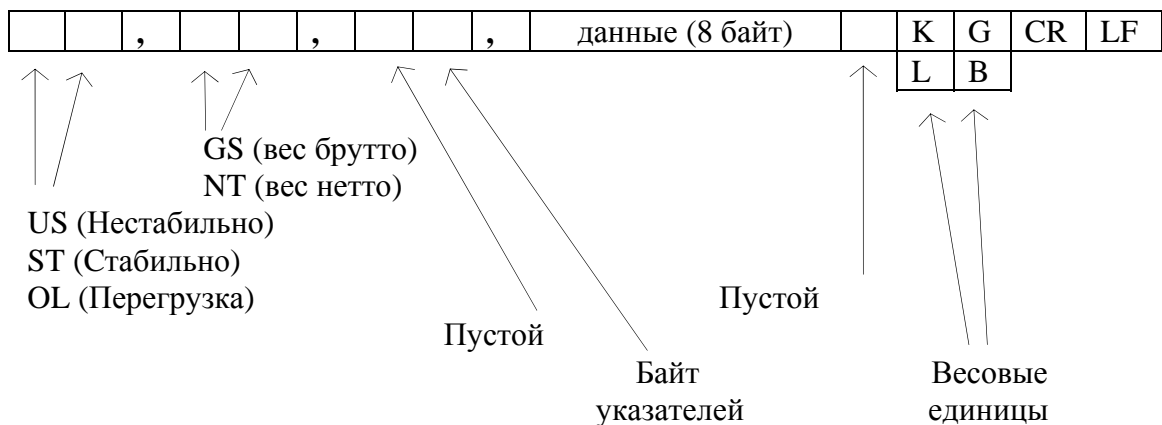 , , , данные (8 байт) K G CR LF
L B
GS (вес брутто)
NT (вес нетто)
US (Нестабильно)
ST (Стабильно)
OL (Перегрузка)
Пустой
Пустой
Байт
указателей
Весовые
единицы